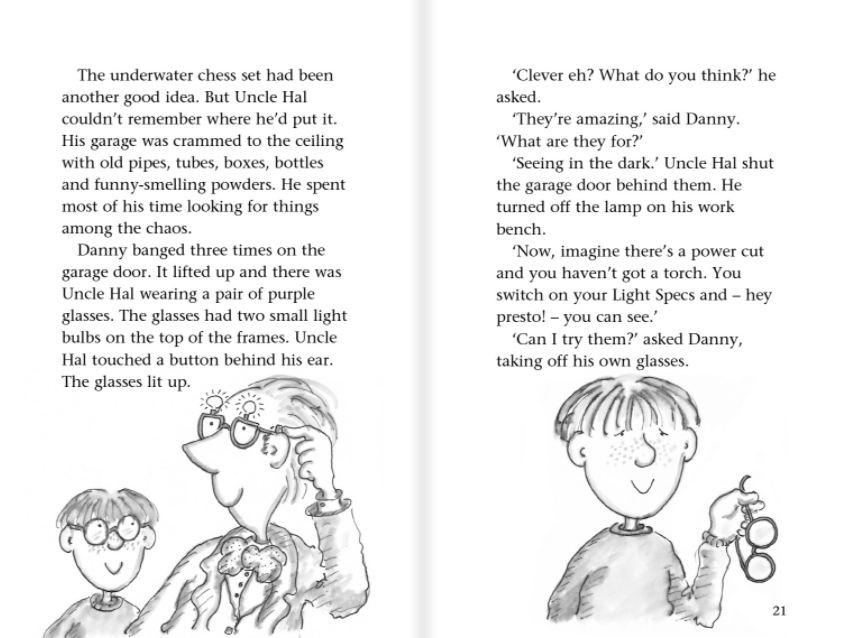 The underwater chess set had been
another good idea. But Uncle Hal
couldn’t remember where he’d put it.
His garage was crammed to the ceiling
with old pipes, tubes, boxes, bottles
and funny-smelling powders. He spent
most of his time looking for things
among the chaos.
Danny banged three times on the
garage door. It lifted up and there was
Uncle Hal wearing a pair of purple
glasses. The glasses had two small light
bulbs on the top of the frames. Uncle
Hal touched a button behind his ear.
The glasses lit up.
‘Clever eh? What do you think?’ he
asked.
‘They’re amazing,’ said Danny.
‘What are they for?’
‘Seeing in the dark.’ Uncle Hal shut
the garage door behind them. He
turned off the lamp on his work
bench.
‘Now, imagine there’s a power cut
and you haven’t got a torch. You
switch on your Light Specs and – hey
presto! – you can see.’
‘Can I try them?’ asked Danny,
taking off his own glasses.
21